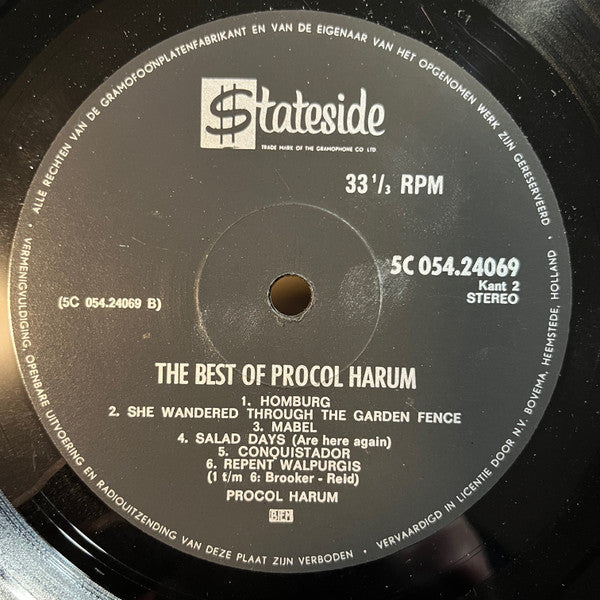 ALLE RECHTEN VAN DE GRAMOFOONPLATENFABRIKANT EN VAN DE EIGENAAR VAN HET OPGENOMEN WERK ZIJN GERESERVEERD
$tateside
TRADE MARK OF THE GRAMOPHONE CO LTD
33 1/3 RPM
5C 054.24069
Kant 2
STEREO
(5C 054.24069 B)
THE BEST OF PROCOL HARUM
1. HOMBURG
2. SHE WANDERED THROUGH THE GARDEN FENCE
3. MABEL
4. SALAD DAYS (Are here again)
5. CONQUISTADOR
6. REPENT WALPURGIS
(1 t/m 6: Brooker - Reid)
PROCOL HARUM
BIEM
VERMENIGVULDIGING, OPENBARE UITVOERING EN RADIOUITZENDING VAN DEZE PLAAT ZIJN VERBODEN • VERVAARDIGD IN LICENTIE DOOR N.V. BOVEMA, HEEMSTEDE, HOLLAND